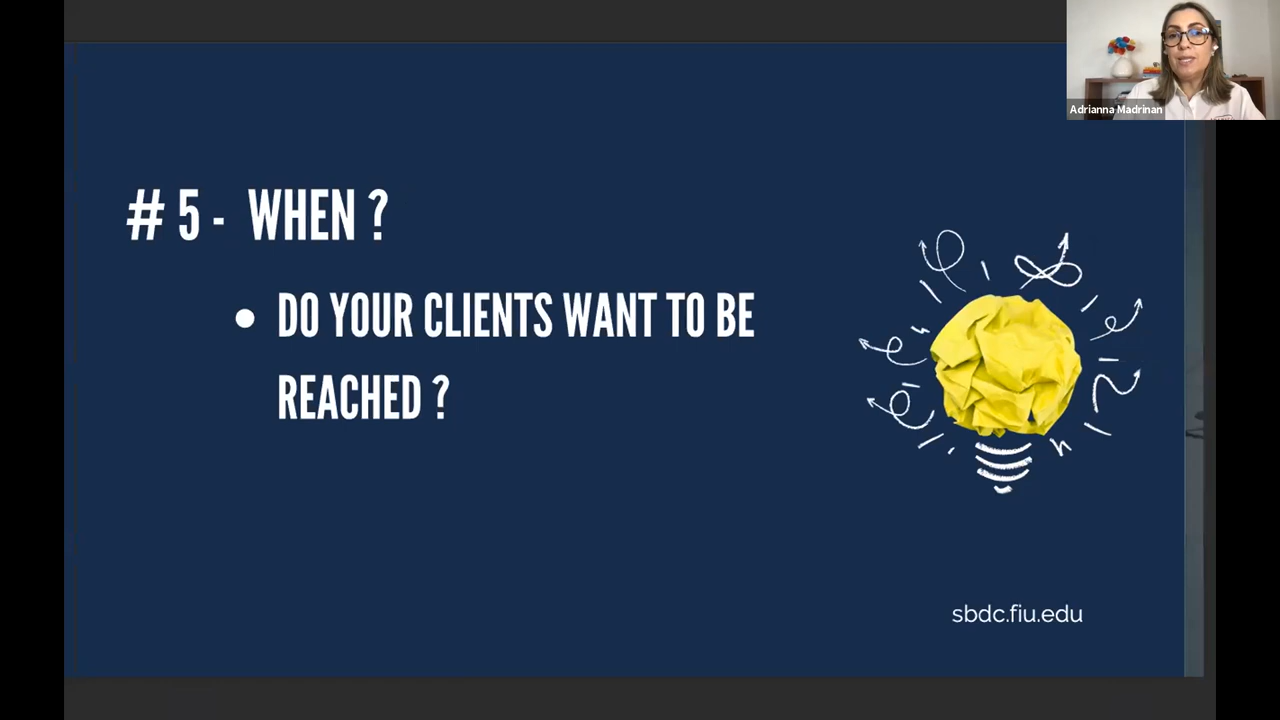 Adrianna Madrinan
# 5 - WHEN ?
• DO YOUR CLIENTS WANT TO BE
REACHED ?
sbdc.fiu.edu